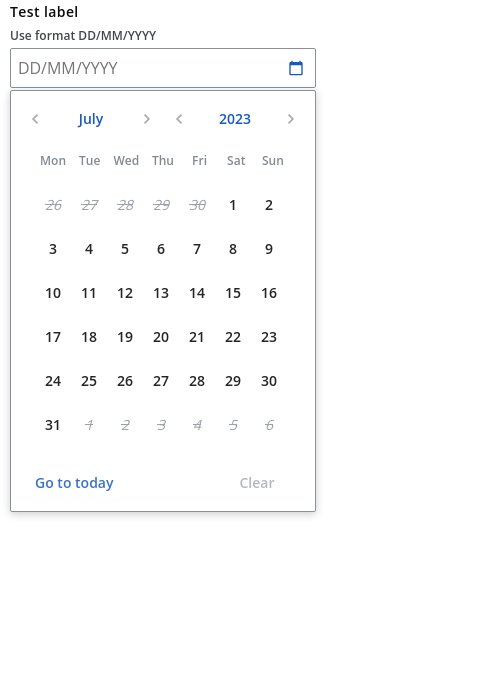 Test label
Use format DD/MM/YYYY
DD/MM/YYYY
July 2023
Mon Tue Wed Thu Fri Sat Sun
26 27 28 29 30 1 2
3 4 5 6 7 8 9
10 11 12 13 14 15 16
17 18 19 20 21 22 23
24 25 26 27 28 29 30
31 1 2 3 4 5 6
Go to today Clear